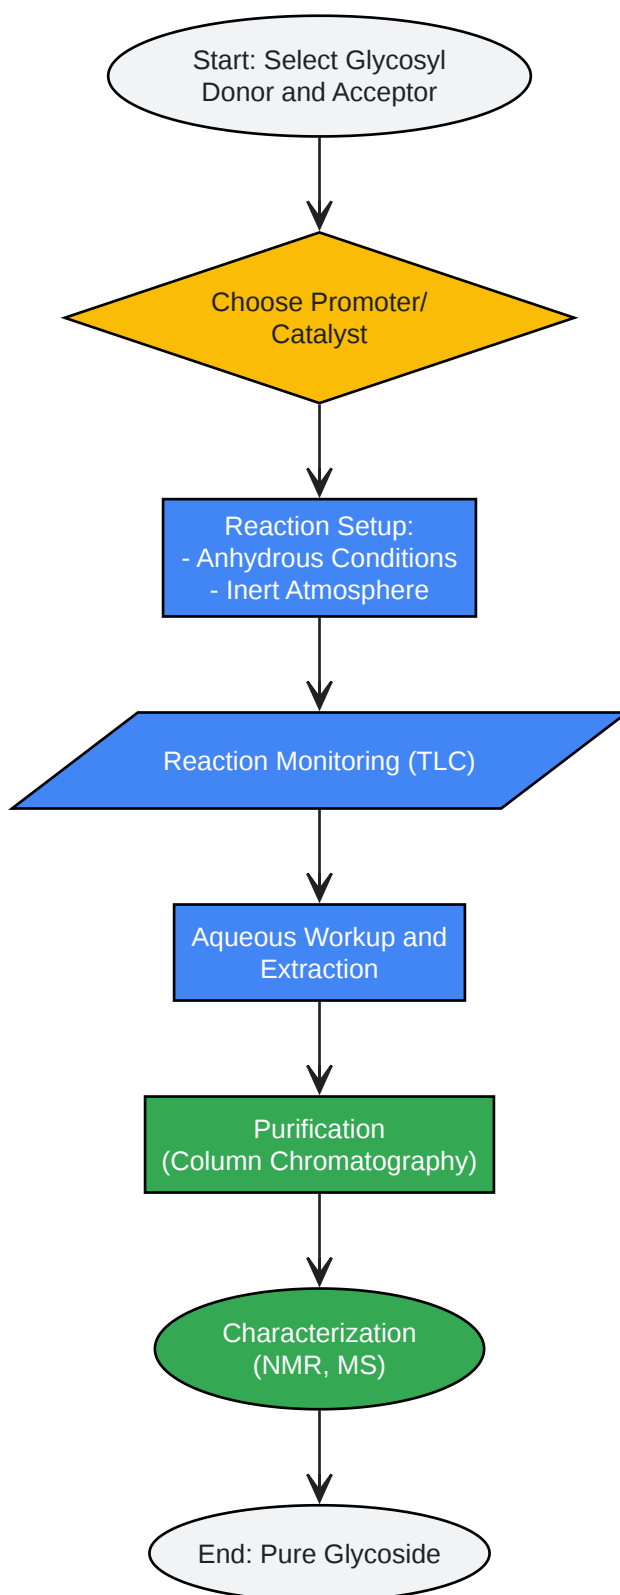 Start: Select Glycosyl
Donor and Acceptor
Choose Promoter/
Catalyst
Reaction Setup:
- Anhydrous Conditions
- Inert Atmosphere
Reaction Monitoring (TLC)
Aqueous Workup and
Extraction
Purification
(Column Chromatography)
Characterization
(NMR, MS)
End: Pure Glycoside